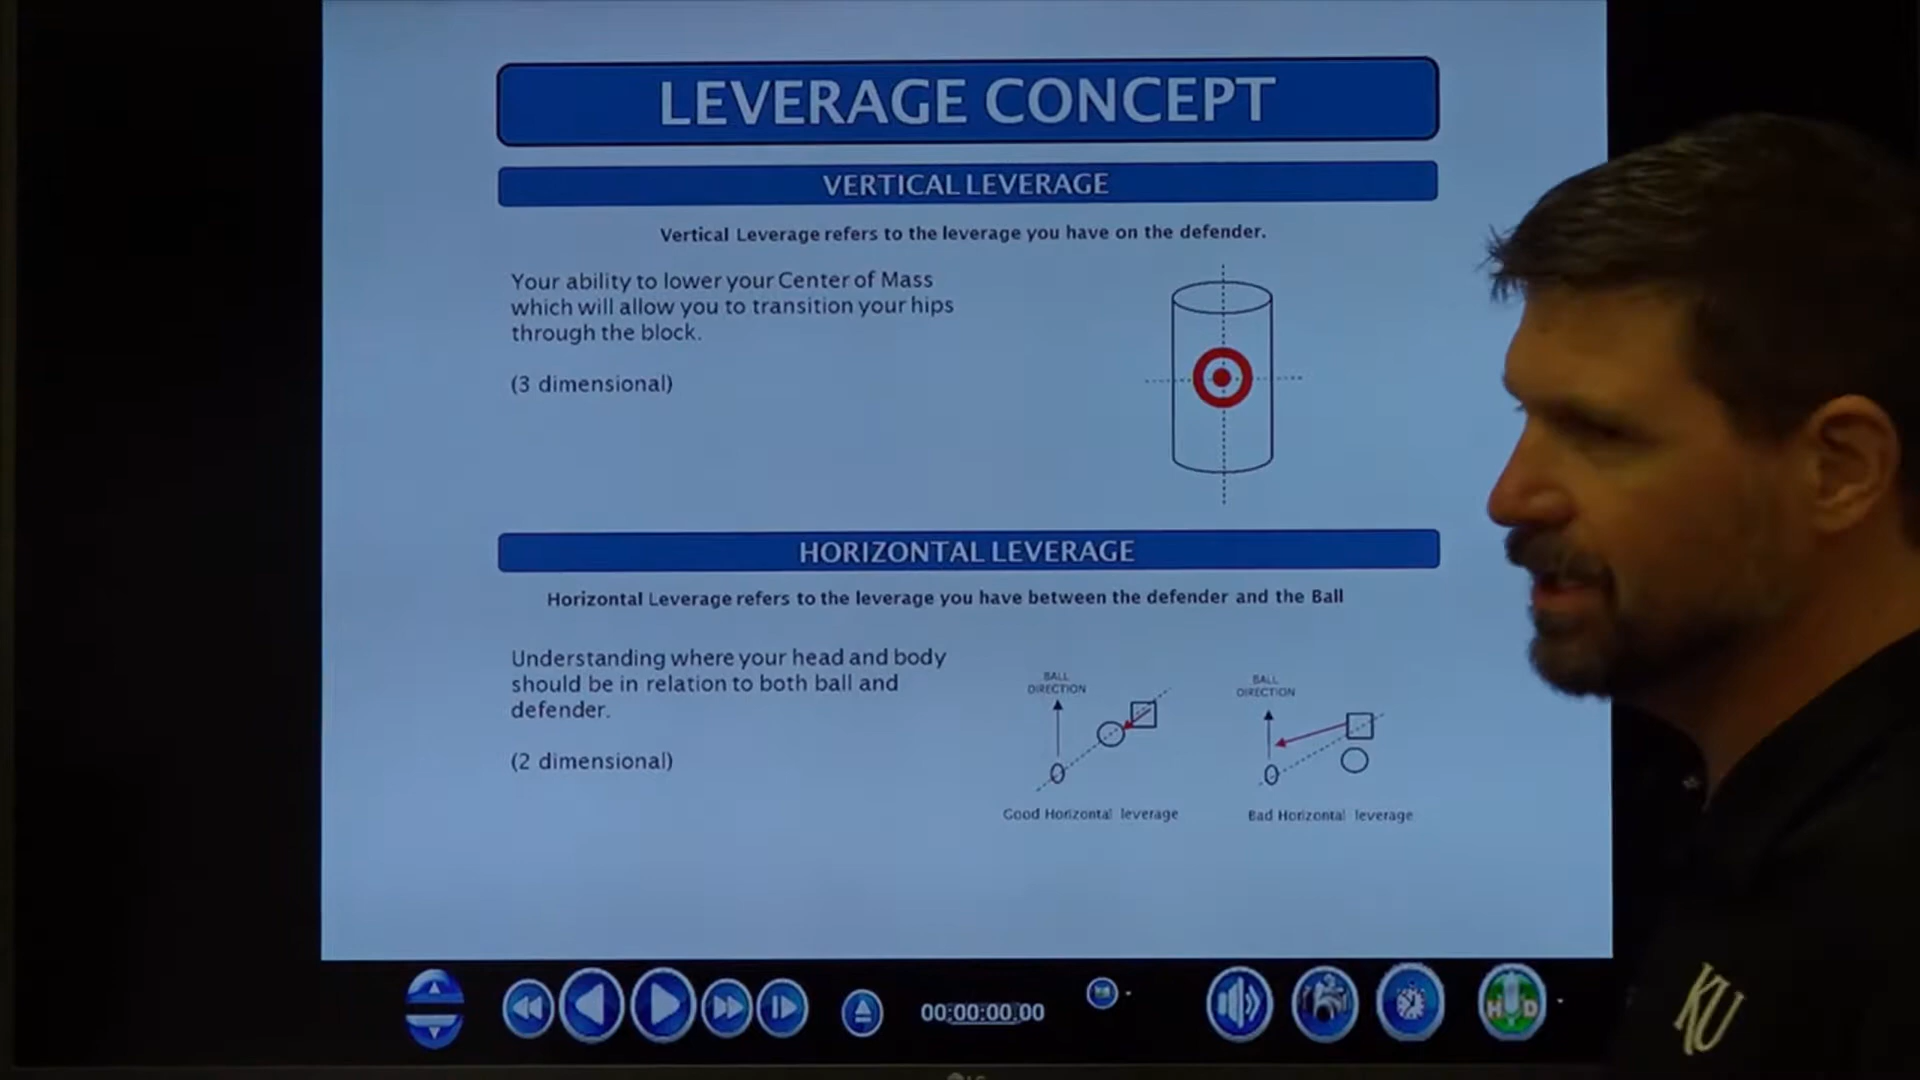 LEVERAGE CONCEPT
VERTICAL LEVERAGE
Vertical Leverage refers to the leverage you have on the defender.
Your ability to lower your Center of Mass
which will allow you to transition your hips
through the block.
(3 dimensional)
HORIZONTAL LEVERAGE
Horizontal Leverage refers to the leverage you have between the defender and the Ball
Understanding where your head and body
should be in relation to both ball and
defender.
(2 dimensional)
BALL
DIRECTION
Good Horizontal leverage
BALL
DIRECTION
Bad Horizontal leverage
00:00:00.00
HD
KU